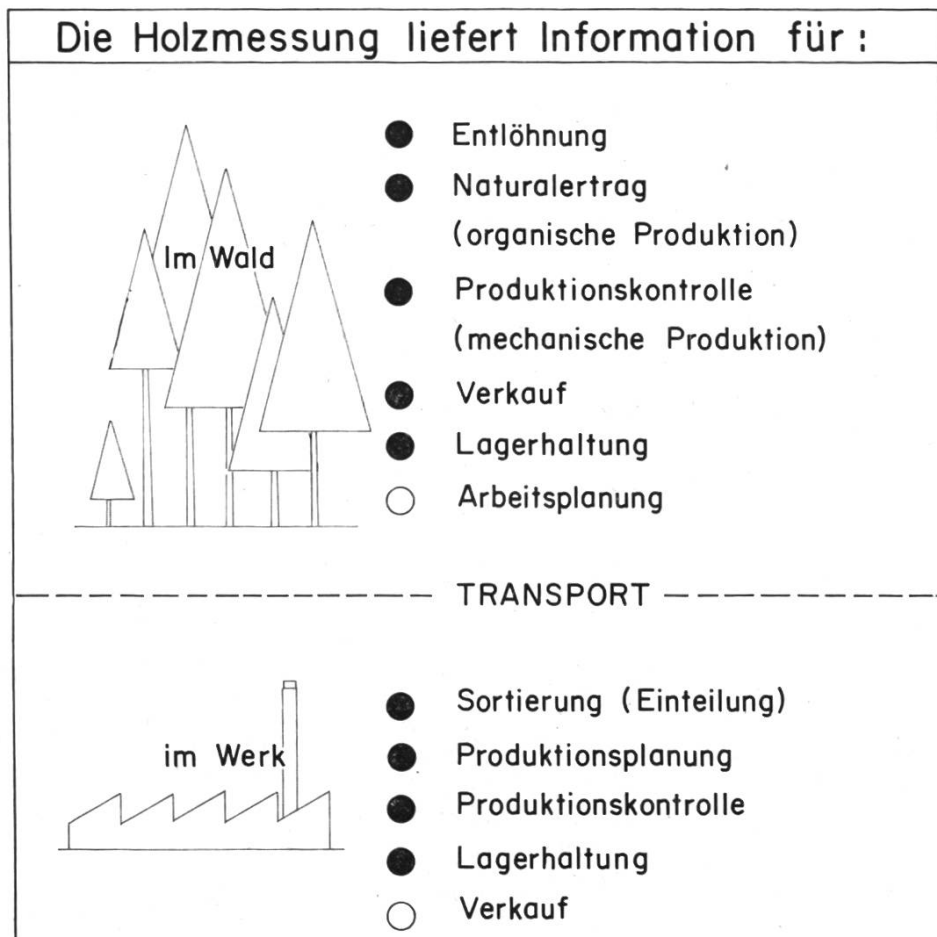 Die Holzmessung liefert Information für:
Im Wald
Entlöhnung
Naturalertrag
(organische Produktion)
Produktionskontrolle
(mechanische Produktion)
Verkauf
Lagerhaltung
Arbeitsplanung
TRANSPORT
im Werk
Sortierung (Einteilung)
Produktionsplanung
Produktionskontrolle
Lagerhaltung
Verkauf